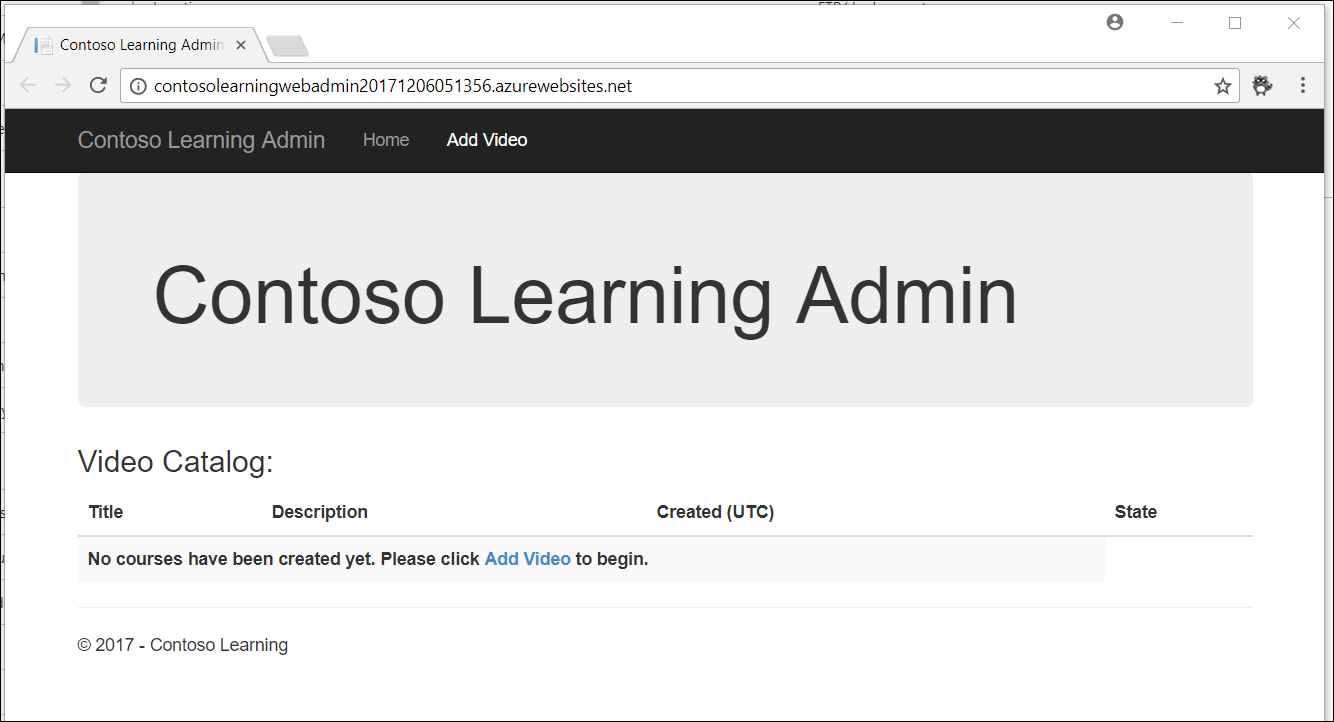 Contoso Learning Admin
contosolearningwebadmin20171206051356.azurewebsites.net
Contoso Learning Admin Home Add Video
Contoso Learning Admin
Video Catalog:
Title Description Created (UTC) State
No courses have been created yet. Please click Add Video to begin.
© 2017 - Contoso Learning